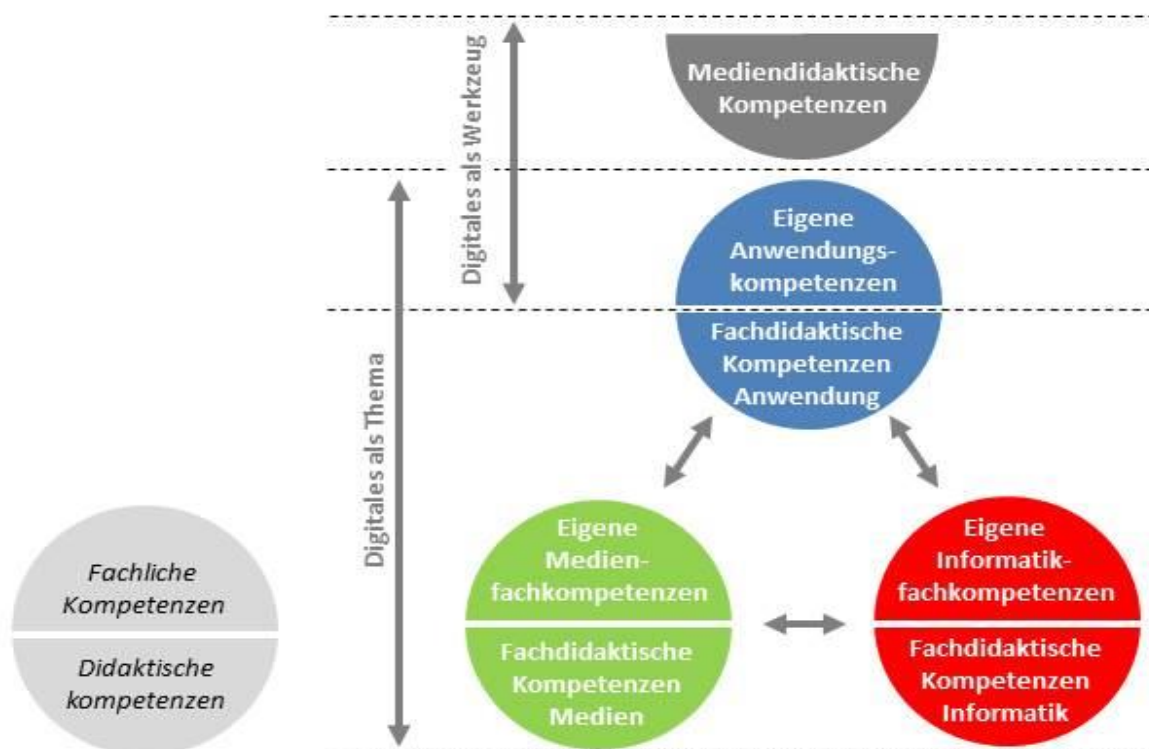 Digitales als Werkzeug
Mediendidaktische
Kompetenzen
Digitales als Thema
Eigene
Anwendungs-
kompetenzen
Fachdidaktische
Kompetenzen
Anwendung
Fachliche
Kompetenzen
Didaktische
kompetenzen
Eigene
Medien-
fachkompetenzen
Fachdidaktische
Kompetenzen
Medien
Eigene
Informatik-
fachkompetenzen
Fachdidaktische
Kompetenzen
Informatik